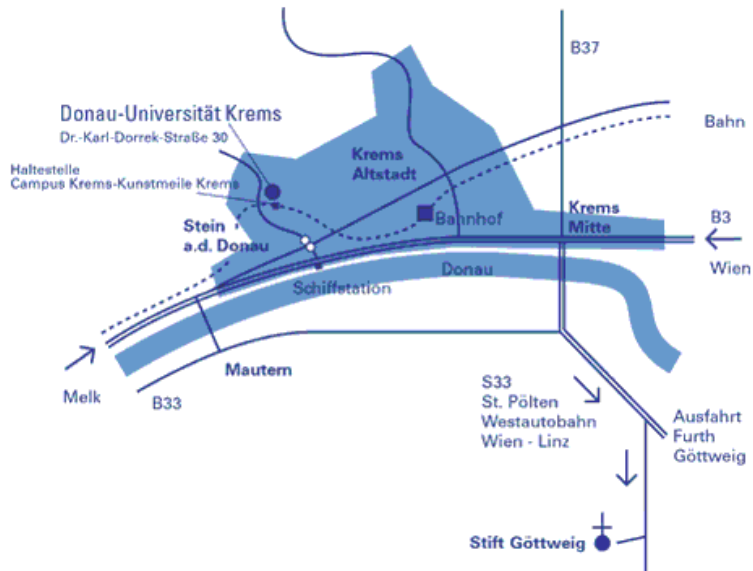 B37
Donau-Universität Krems
Dr.-Karl-Dorrek-Straße 30
Bahn
Haltestelle
Campus Krems-Kunstmeile Krems
Krems
Altstadt
Stein
a.d. Donau
Bahnhof
Krems
Mitte
B3
Wien
Donau
Schiffstation
Melk
Mautern
B33
S33
St. Pölten
Westautobahn
Wien - Linz
Ausfahrt
Furth
Göttweig
Stift Göttweig